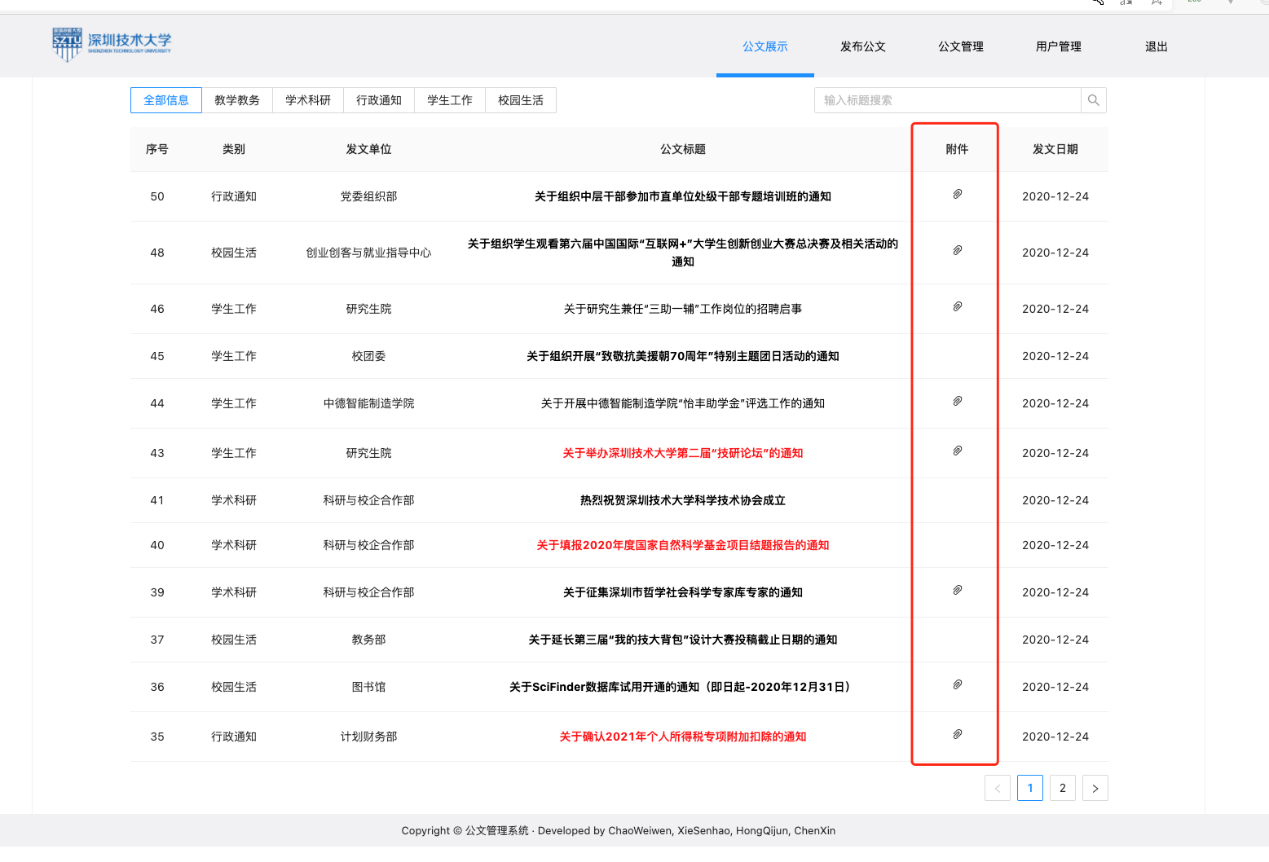 SZTU 深圳技术大学
SHENZHEN TECHNOLOGY UNIVERSITY
公文展示 发布公文 公文管理 用户管理 退出
全部信息 教学教务 学术科研 行政通知 学生工作 校园生活 输入标题搜索
序号 类别 发文单位 公文标题 附件 发文日期
50 行政通知 党委组织部 关于组织中层干部参加市直单位处级干部专题培训班的通知 2020-12-24
48 校园生活 创业创客与就业指导中心 关于组织学生观看第六届中国国际“互联网+”大学生创新创业大赛总决赛及相关活动的
通知 2020-12-24
46 学生工作 研究生院 关于研究生兼任“三助一辅”工作岗位的招聘启事 2020-12-24
45 学生工作 校团委 关于组织开展“致敬抗美援朝70周年”特别主题团日活动的通知 2020-12-24
44 学生工作 中德智能制造学院 关于开展中德智能制造学院“怡丰助学金”评选工作的通知 2020-12-24
43 学生工作 研究生院 关于举办深圳技术大学第二届“技研论坛”的通知 2020-12-24
41 学术科研 科研与校企合作部 热烈祝贺深圳技术大学科学技术协会成立 2020-12-24
40 学术科研 科研与校企合作部 关于填报2020年度国家自然科学基金项目结题报告的通知 2020-12-24
39 学术科研 科研与校企合作部 关于征集深圳市哲学社会科学专家库专家的通知 2020-12-24
37 校园生活 教务部 关于延长第三届“我的技大背包”设计大赛投稿截止日期的通知 2020-12-24
36 校园生活 图书馆 关于SciFinder数据库试用开通的通知（即日起-2020年12月31日） 2020-12-24
35 行政通知 计划财务部 关于确认2021年个人所得税专项附加扣除的通知 2020-12-24
< 1 2 >
Copyright © 公文管理系统 · Developed by ChaoWeiwen, XieSenhao, HongQijun, ChenXin